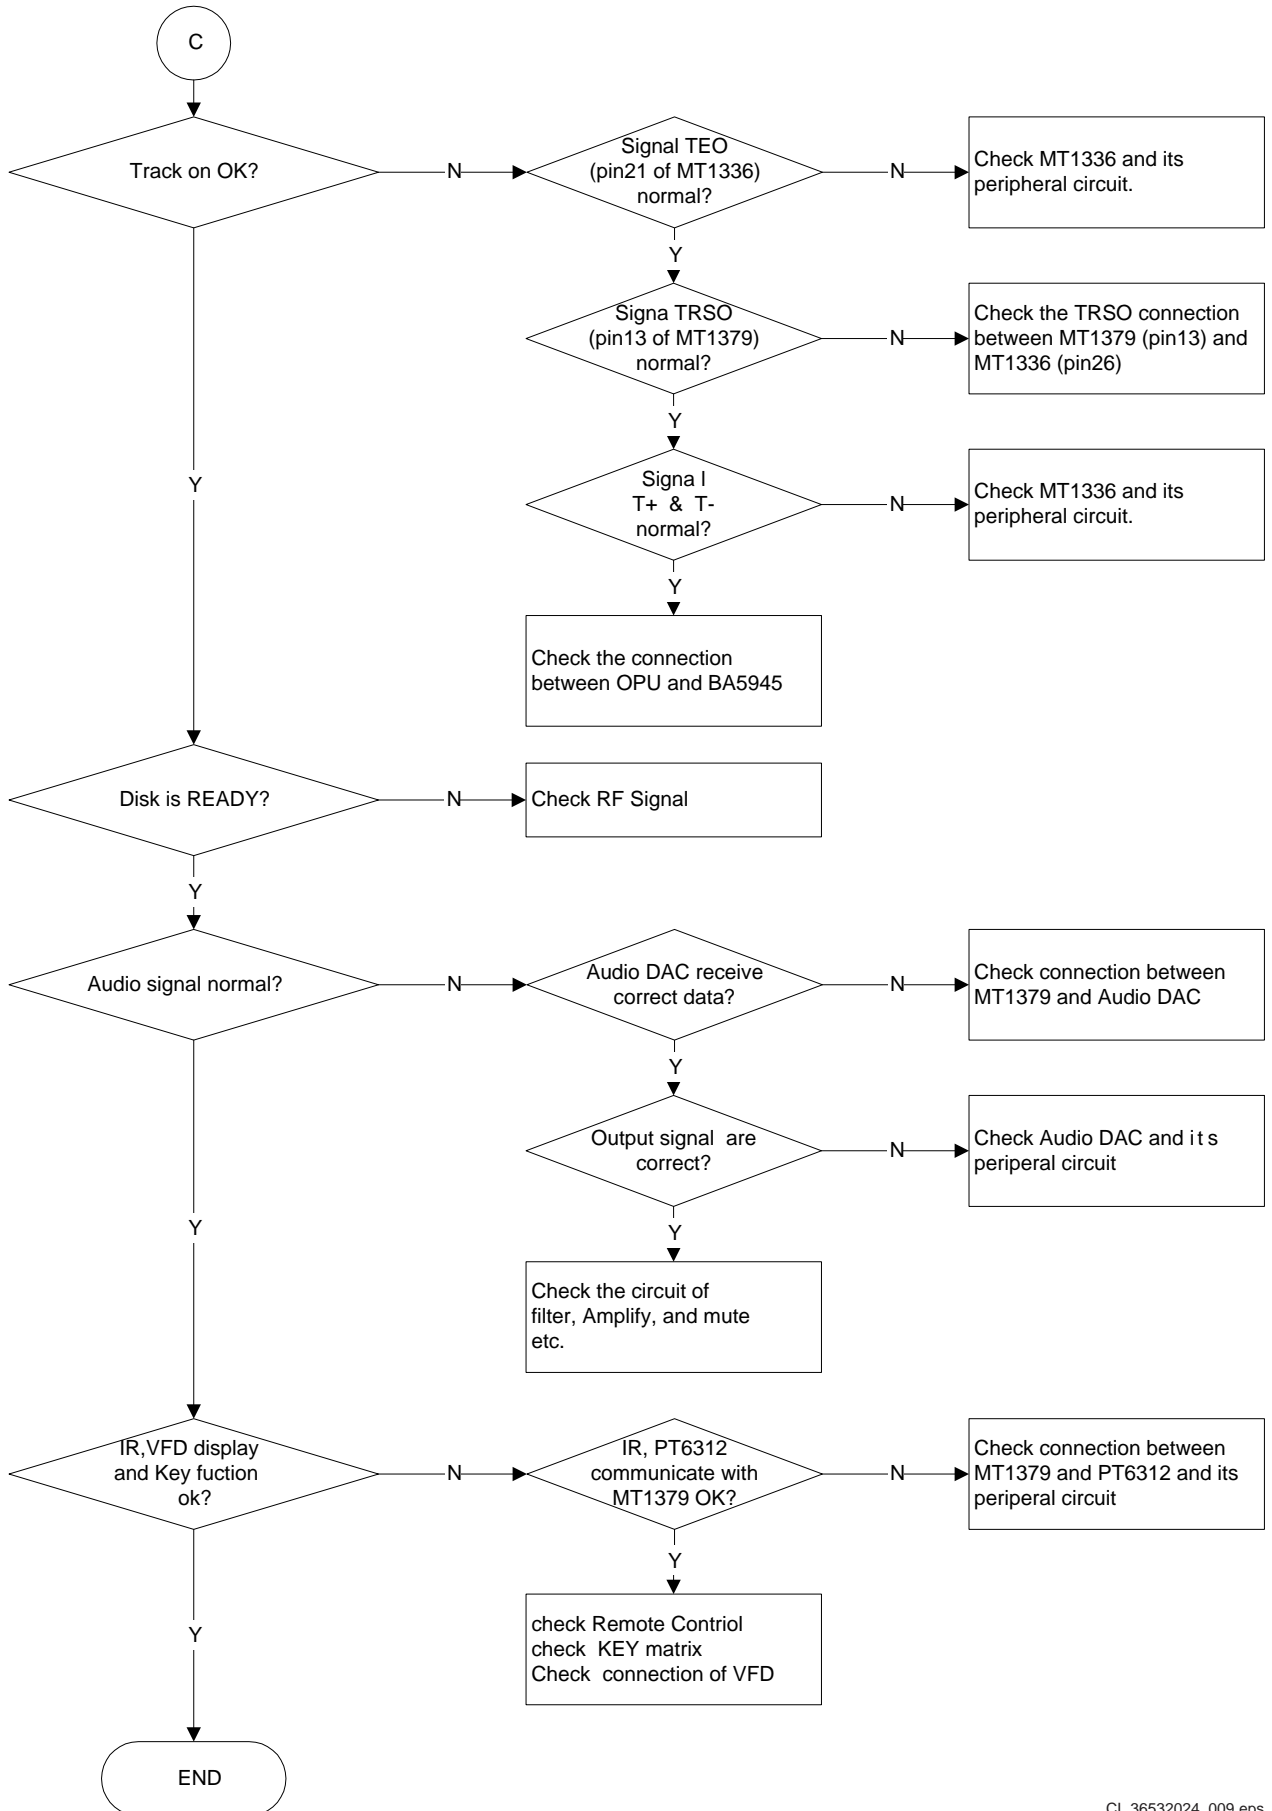 C
Track on OK?
N
Signal TEO
(pin21 of MT1336)
normal?
N
Check MT1336 and its
peripheral circuit.
Y
Signa TRSO
(pin13 of MT1379)
normal?
N
Check the TRSO connection
between MT1379 (pin13) and
MT1336 (pin26)
Y
Y
Signa l
T+ & T-
normal?
N
Check MT1336 and its
peripheral circuit.
Y
Check the connection
between OPU and BA5945
Disk is READY?
N
Check RF Signal
Y
Audio signal normal?
N
Audio DAC receive
correct data?
N
Check connection between
MT1379 and Audio DAC
Y
Output signal are
correct?
N
Check Audio DAC and its
periperal circuit
Y
Y
Check the circuit of
filter, Amplify, and mute
etc.
IR,VFD display
and Key fuction
ok?
N
IR, PT6312
communicate with
MT1379 OK?
N
Check connection between
MT1379 and PT6312 and its
periperal circuit
Y
Y
check Remote Contriol
check KEY matrix
Check connection of VFD
END
CL 36532024_009.eps